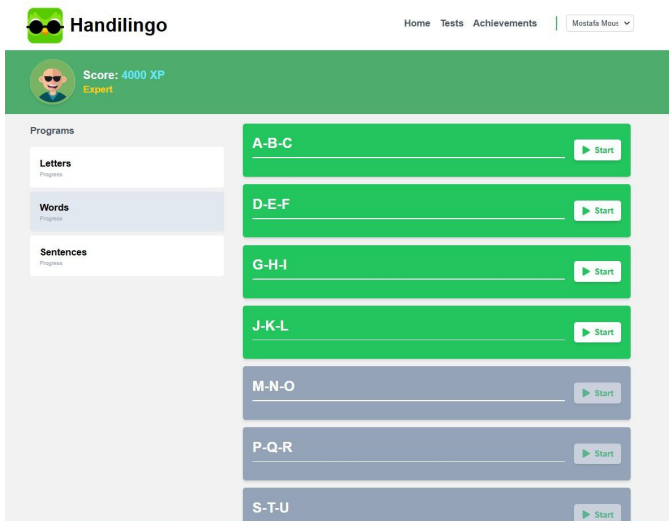 Handilingo
Home Tests Achievements
Mostafa Mous
Score: 4000 XP
Expert
Programs
Letters
Progress
Words
Progress
Sentences
Progress
A-B-C
Start
D-E-F
Start
G-H-I
Start
J-K-L
Start
M-N-O
Start
P-Q-R
Start
S-T-U
Start